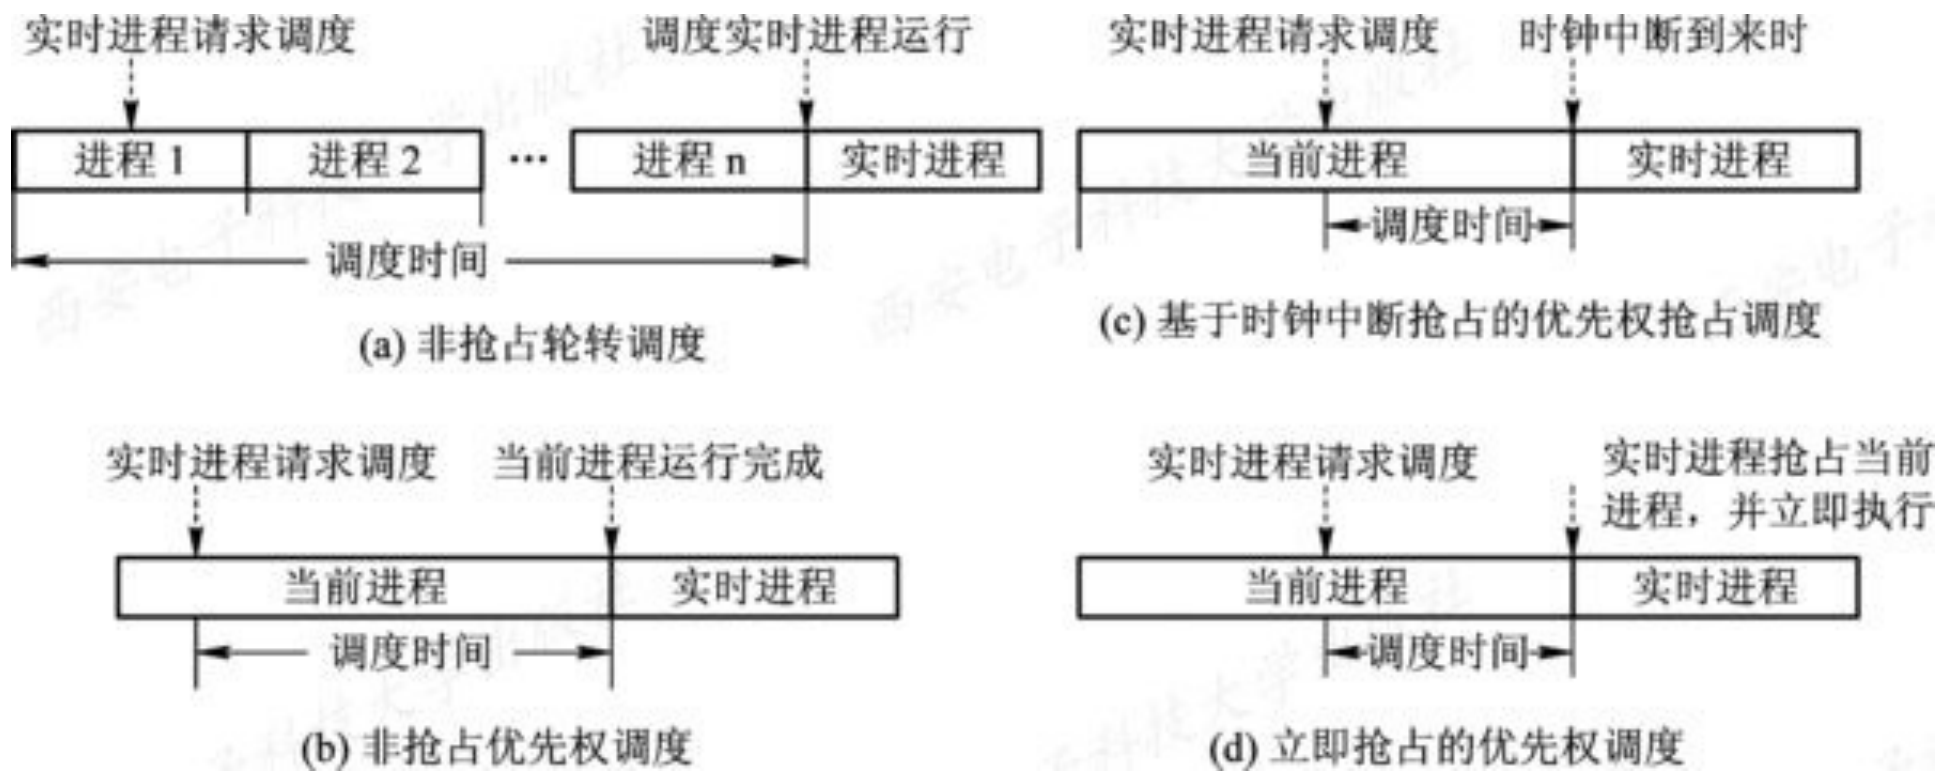 实时进程请求调度
调度实时进程运行
进程 1
进程 2
···
进程 n
实时进程
调度时间
(a) 非抢占轮转调度
实时进程请求调度
当前进程运行完成
当前进程
实时进程
调度时间
(b) 非抢占优先权调度
实时进程请求调度
时钟中断到来时
当前进程
实时进程
调度时间
(c) 基于时钟中断抢占的优先权抢占调度
实时进程请求调度
实时进程抢占当前
进程，并立即执行
当前进程
实时进程
调度时间
(d) 立即抢占的优先权调度